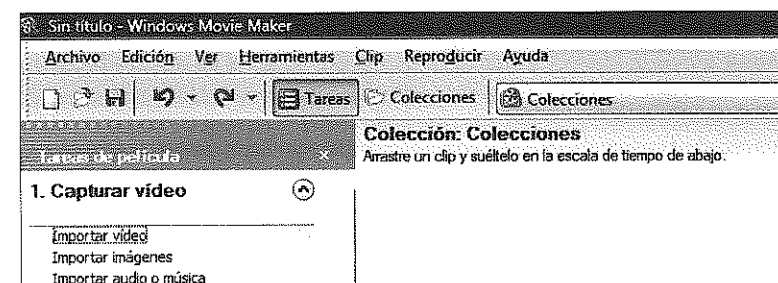 Sin título - Windows Movie Maker
Archivo Edición Ver Herramientas Clip Reproducir Ayuda
Tareas Colecciones Colecciones
Tareas de película
Colección: Colecciones
Arrastre un clip y suéltelo en la escala de tiempo de abajo.
1. Capturar vídeo
Importar vídeo
Importar imágenes
Importar audio o música